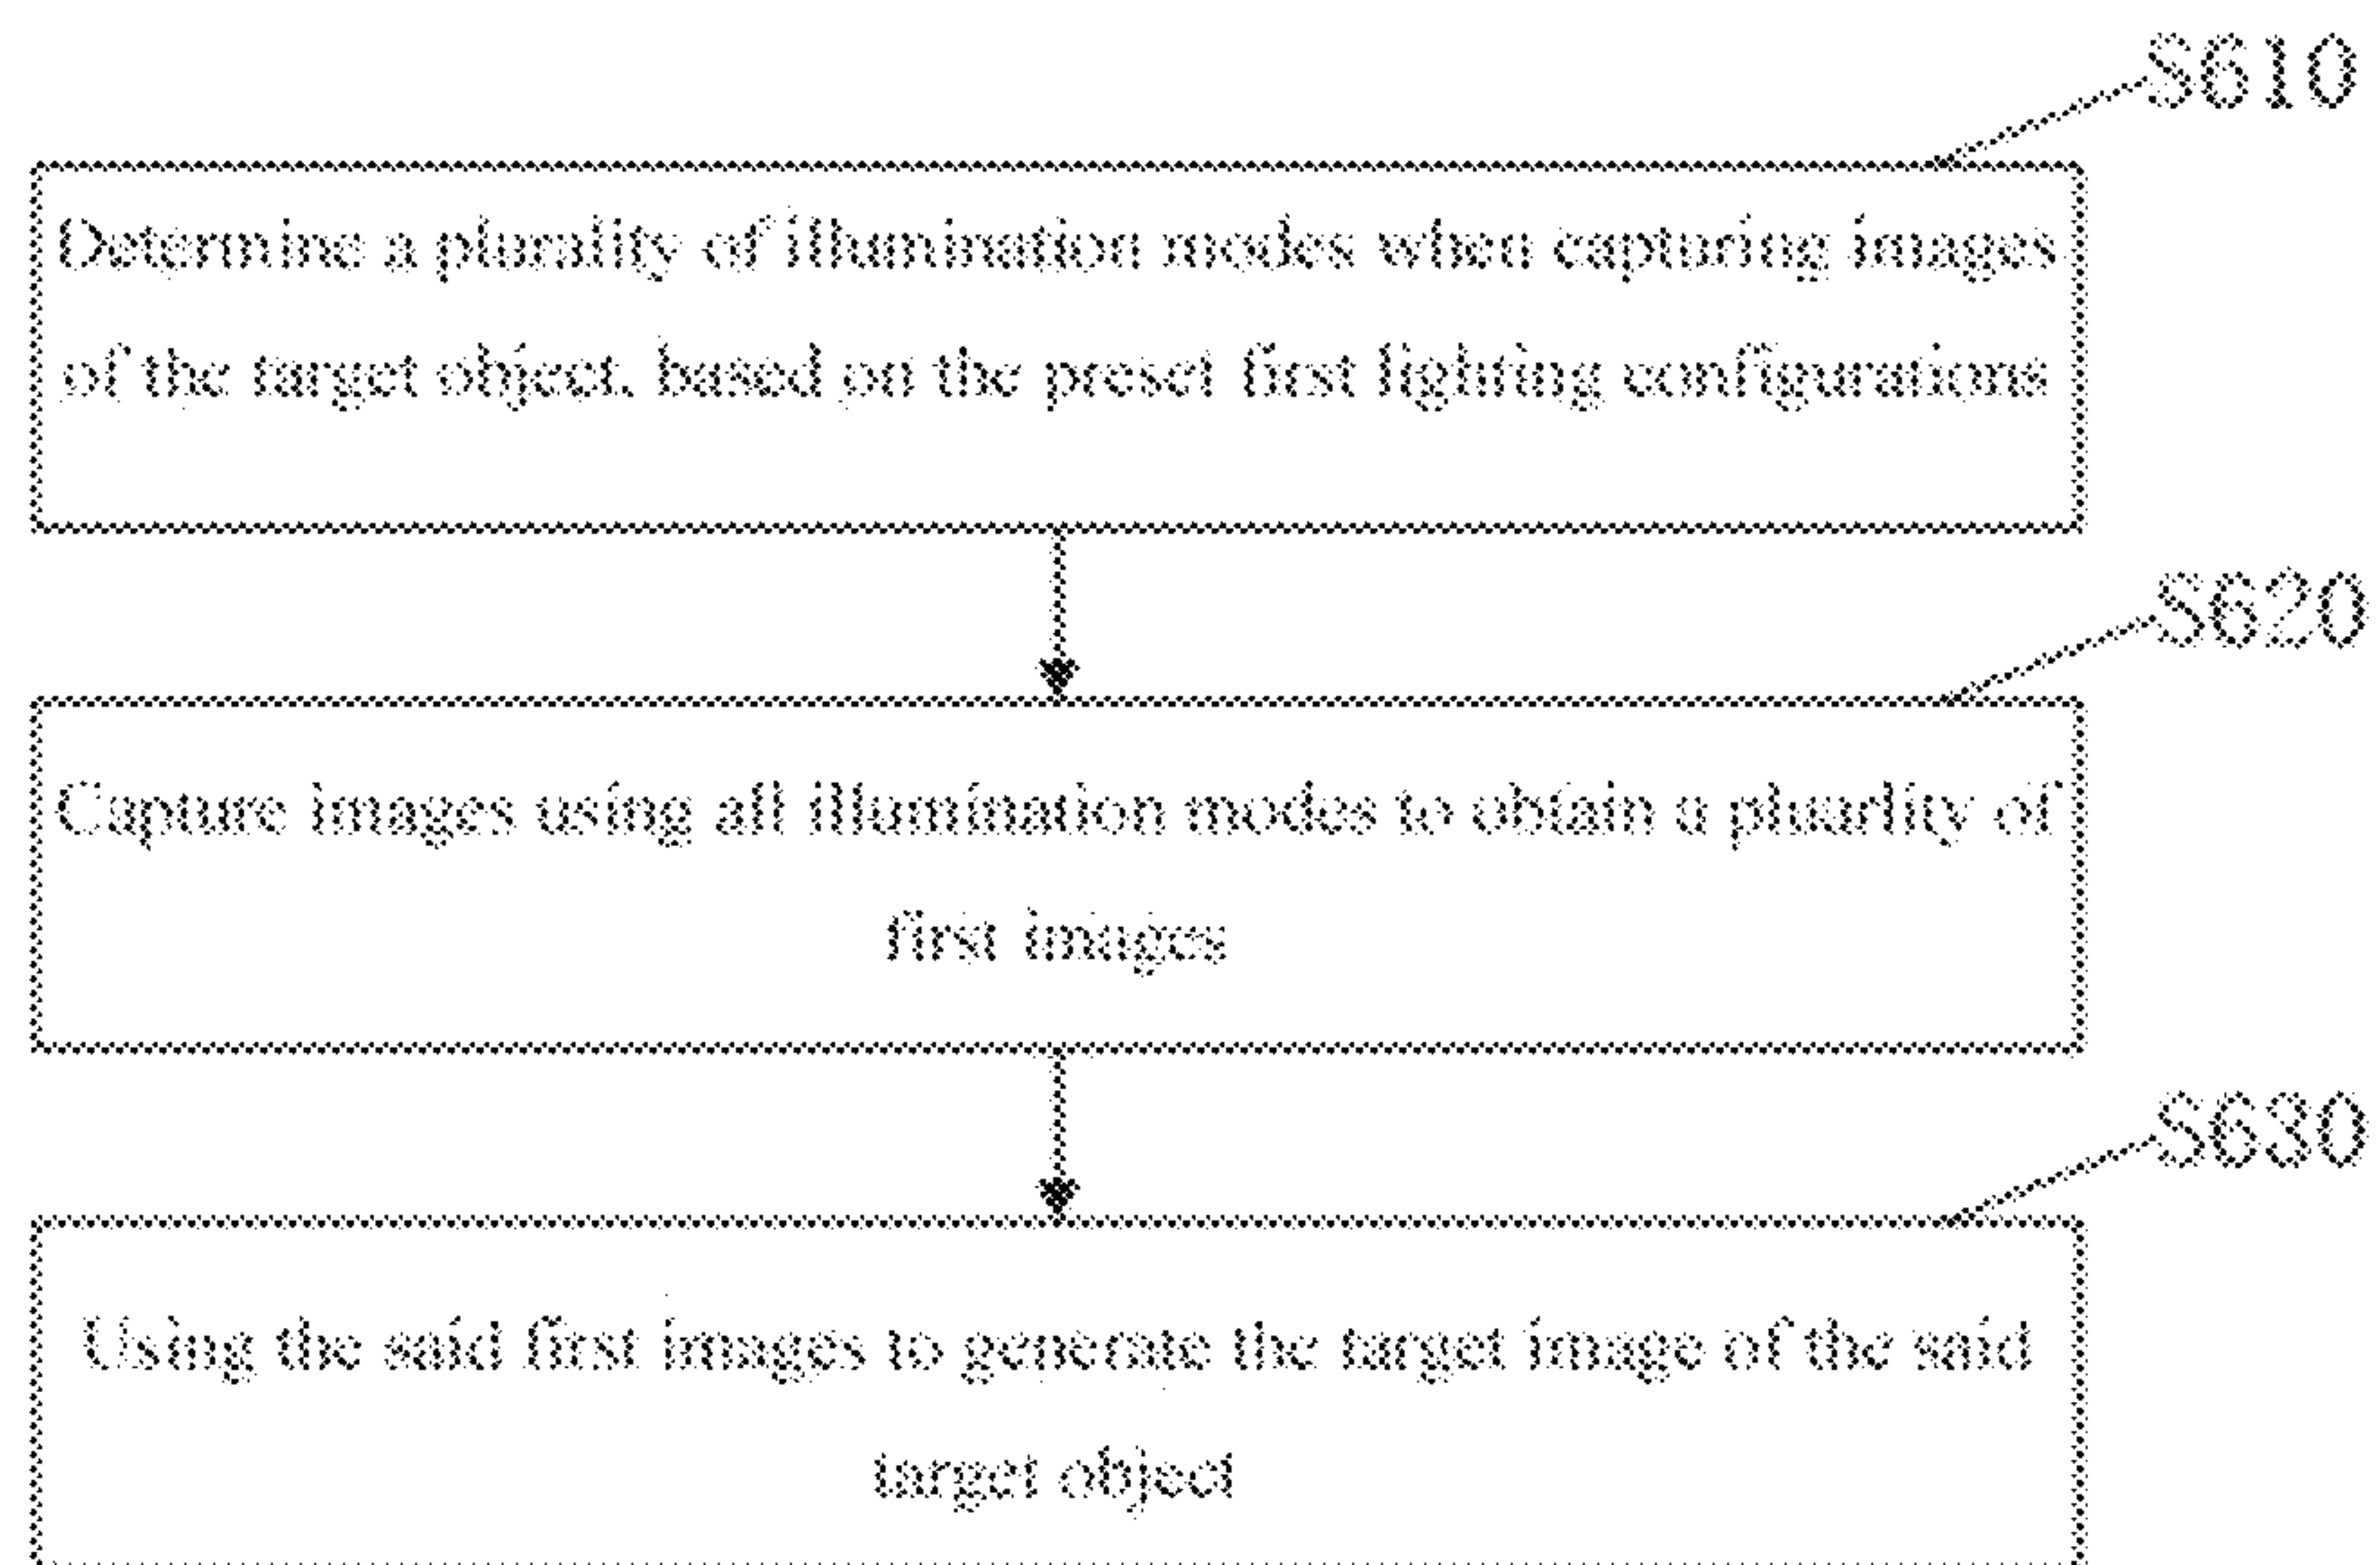 S610
Determine a plurality of illumination modes when capturing images
of the target object, based on the preset first lighting configurations
S620
Capture images using all illumination modes to obtain a pluarlity of
first images
S630
Using the said first images to generate the target image of the said
target object